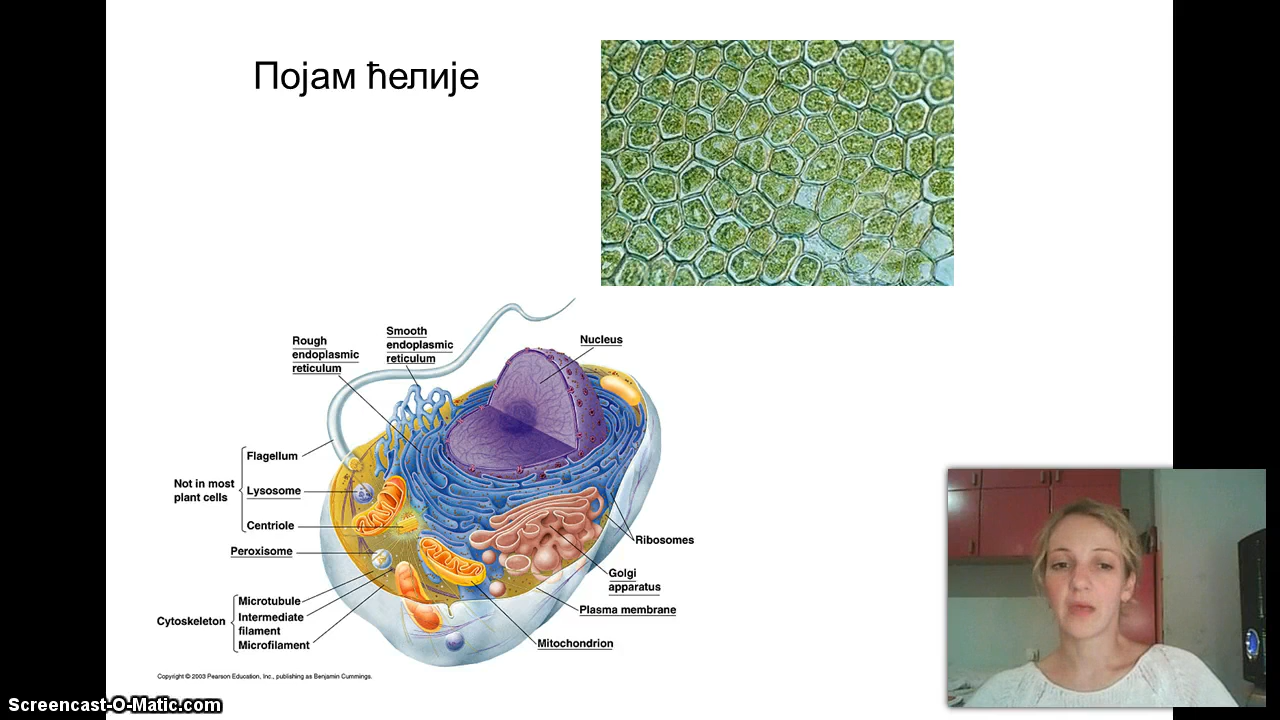 Појам ћелије
Rough
endoplasmic
reticulum
Smooth
endoplasmic
reticulum
Nucleus
Flagellum
Not in most
plant cells
Lysosome
Centriole
Peroxisome
Ribosomes
Golgi
apparatus
Plasma membrane
Microtubule
Cytoskeleton
Intermediate
filament
Microfilament
Mitochondrion
Copyright © 2003 Pearson Education, Inc., publishing as Benjamin Cummings.
Screencast-O-Matic.com